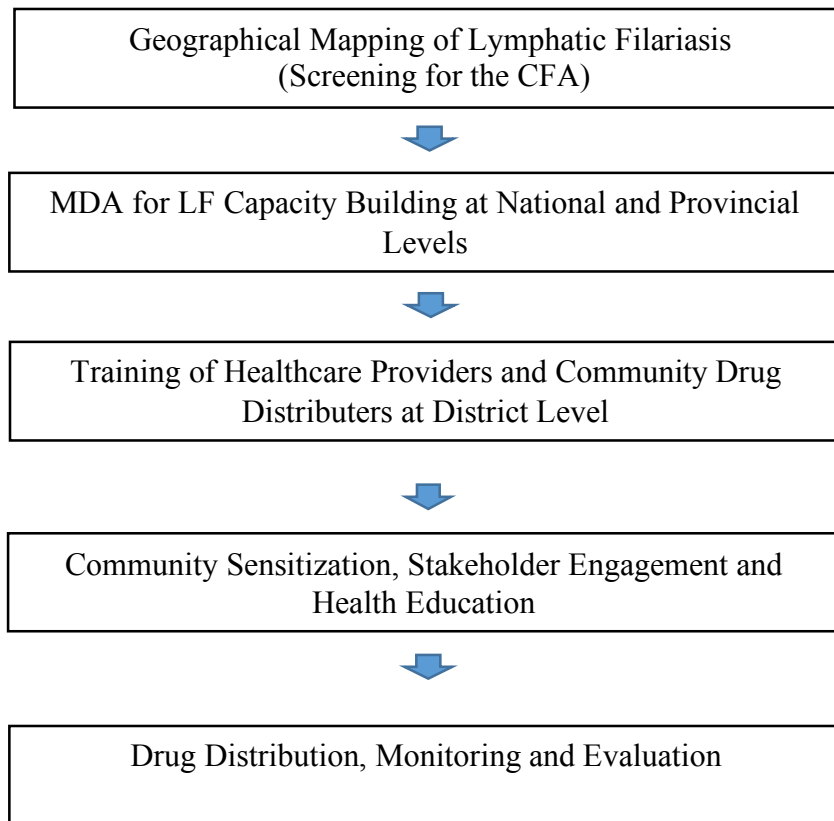 Geographical Mapping of Lymphatic Filariasis
(Screening for the CFA)
MDA for LF Capacity Building at National and Provincial
Levels
Training of Healthcare Providers and Community Drug
Distributers at District Level
Community Sensitization, Stakeholder Engagement and
Health Education
Drug Distribution, Monitoring and Evaluation